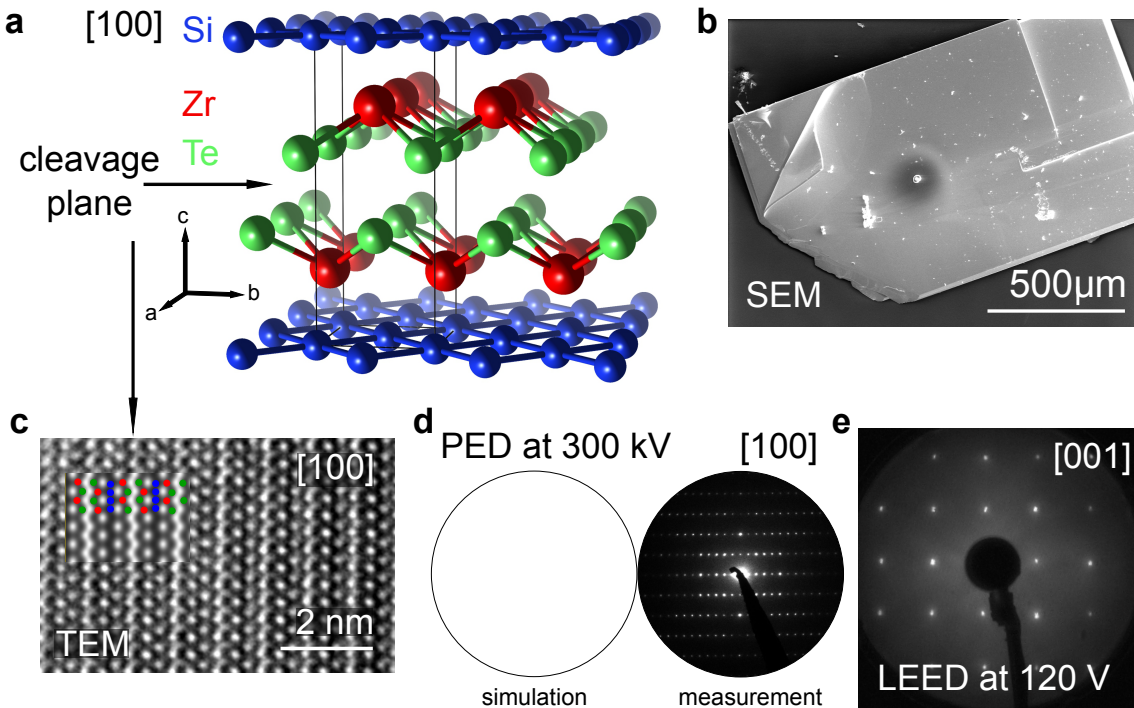 a
[100]
Si
Zr
Te
cleavage
plane
c
a
b
b
SEM
500μm
c
[100]
TEM
2 nm
d
PED at 300 kV
[100]
simulation
measurement
e
[001]
LEED at 120 V